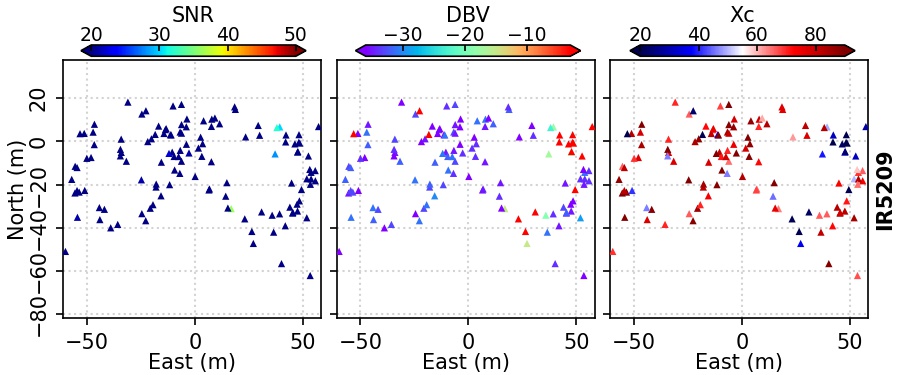 SNR DBV Xc
20 30 40 50 −30 −20 −10 20 40 60 80
20
0
−20
−40
−60
−80
North (m)
IR5209
−50 0 50 −50 0 50 −50 0 50
East (m) East (m) East (m)